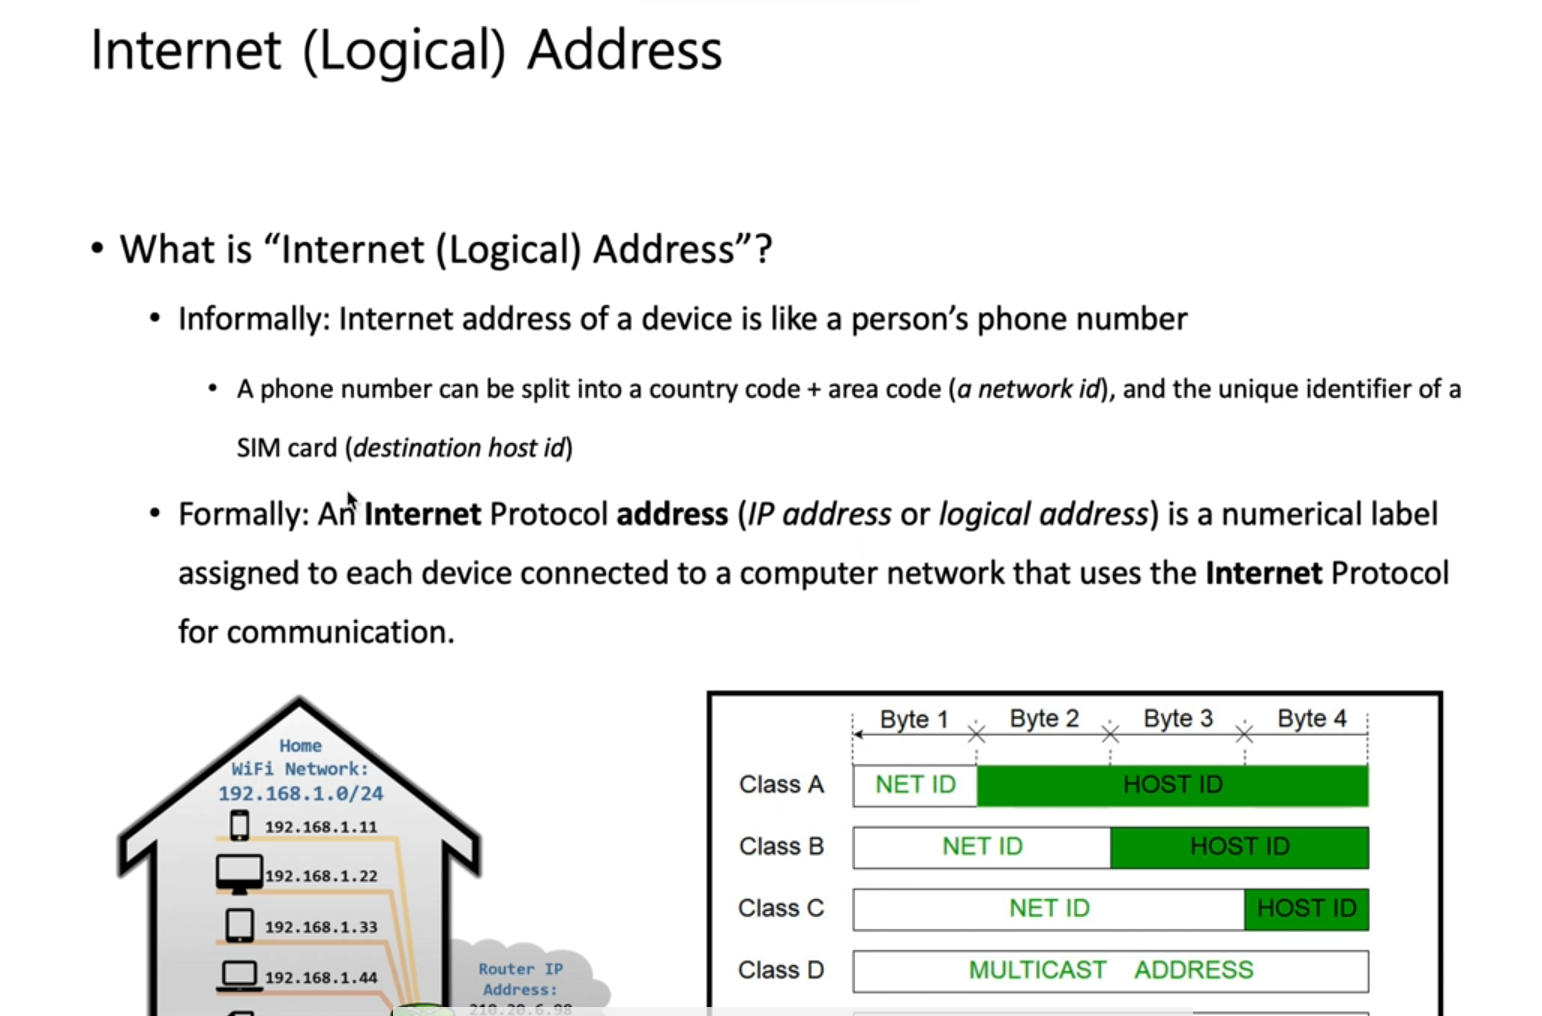 Internet (Logical) Address
• What is “Internet (Logical) Address”?
• Informally: Internet address of a device is like a person’s phone number
• A phone number can be split into a country code + area code (a network id), and the unique identifier of a
SIM card (destination host id)
• Formally: An Internet Protocol address (IP address or logical address) is a numerical label
assigned to each device connected to a computer network that uses the Internet Protocol
for communication.
Home
WiFi Network:
192.168.1.0/24
192.168.1.11
192.168.1.22
192.168.1.33
192.168.1.44
Router IP
Address:
210.20.6.98
Byte 1 Byte 2 Byte 3 Byte 4
Class A NET ID HOST ID
Class B NET ID HOST ID
Class C NET ID HOST ID
Class D MULTICAST ADDRESS